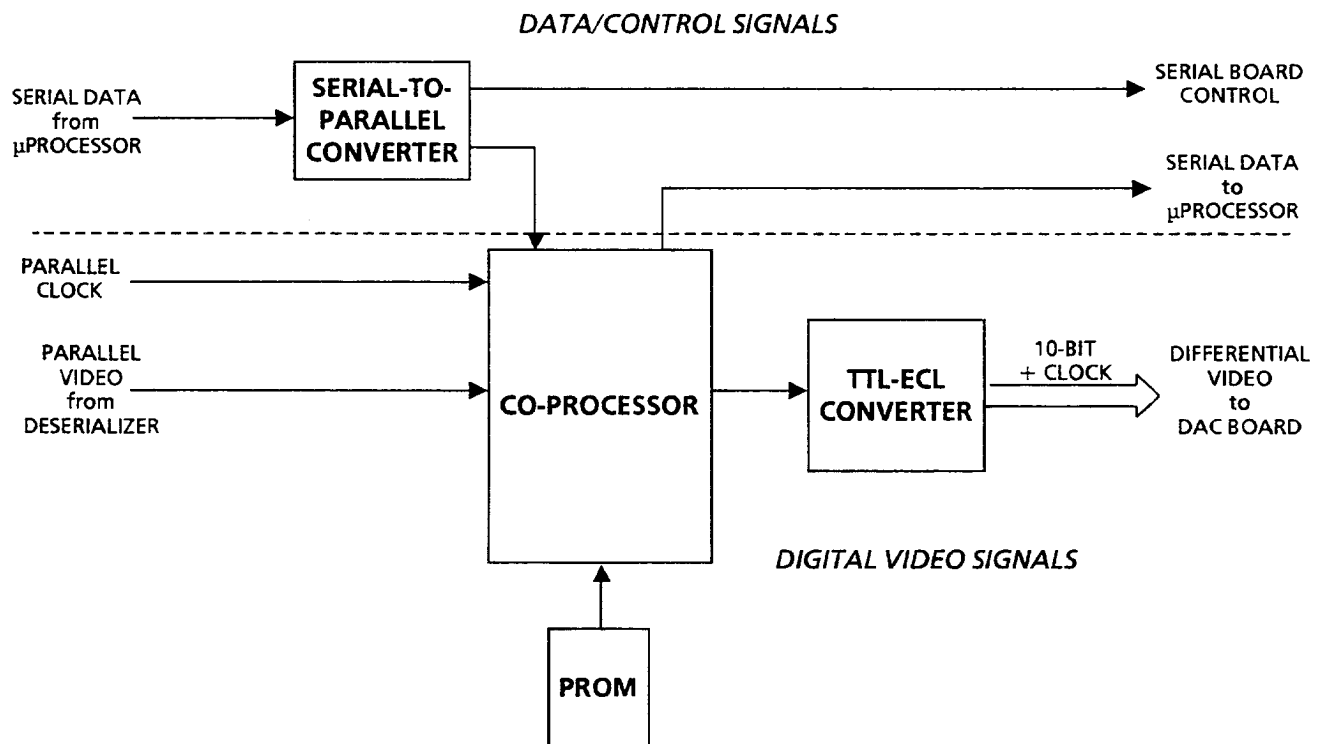 DATA/CONTROL SIGNALS
SERIAL DATA
from
µPROCESSOR
SERIAL-TO-
PARALLEL
CONVERTER
SERIAL BOARD
CONTROL
SERIAL DATA
to
µPROCESSOR
PARALLEL
CLOCK
PARALLEL
VIDEO
from
DESERIALIZER
CO-PROCESSOR
TTL-ECL
CONVERTER
10-BIT
+ CLOCK
DIFFERENTIAL
VIDEO
to
DAC BOARD
DIGITAL VIDEO SIGNALS
PROM